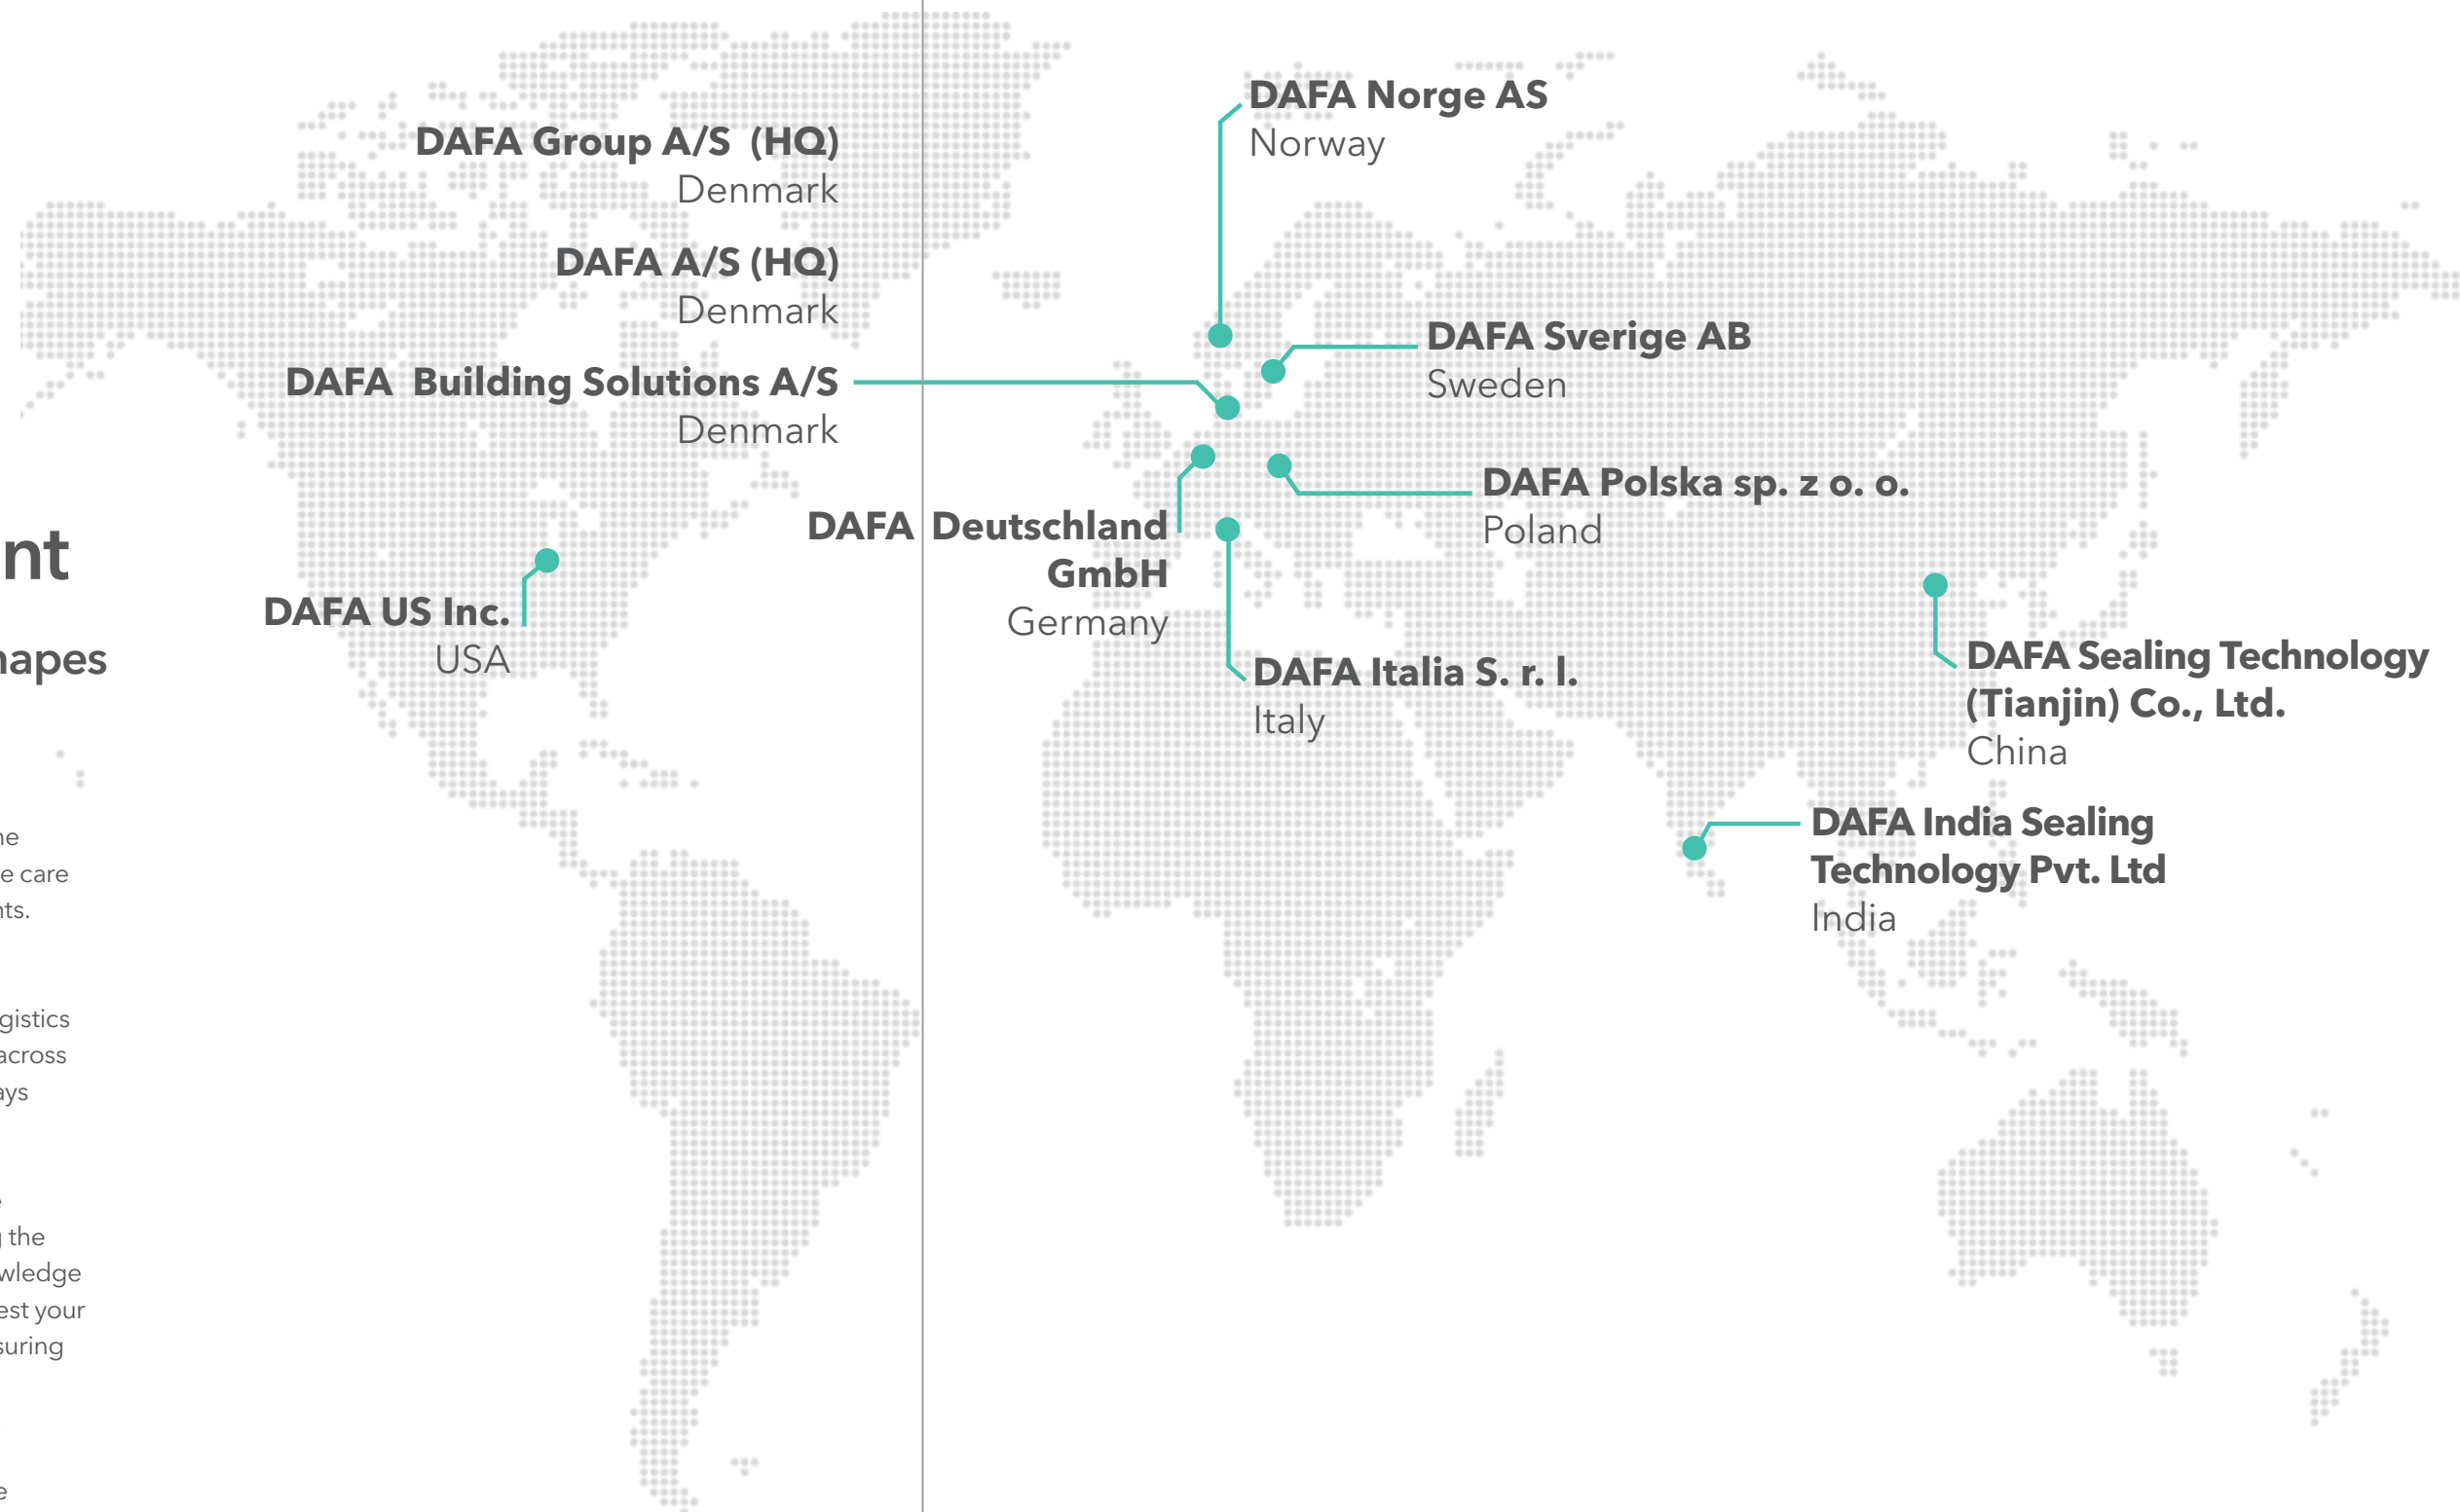 DAFA Group A/S (HQ)
Denmark
DAFA A/S (HQ)
Denmark
DAFA Building Solutions A/S
Denmark
DAFA Norge AS
Norway
DAFA Sverige AB
Sweden
DAFA Polska sp. z o. o.
Poland
DAFA Deutschland
GmbH
Germany
DAFA US Inc.
USA
DAFA Italia S. r. l.
Italy
DAFA Sealing Technology
(Tianjin) Co., Ltd.
China
DAFA India Sealing
Technology Pvt. Ltd
India
nt
apes
e care
nts.
gistics
across
ays
the
wledge
est your
suring